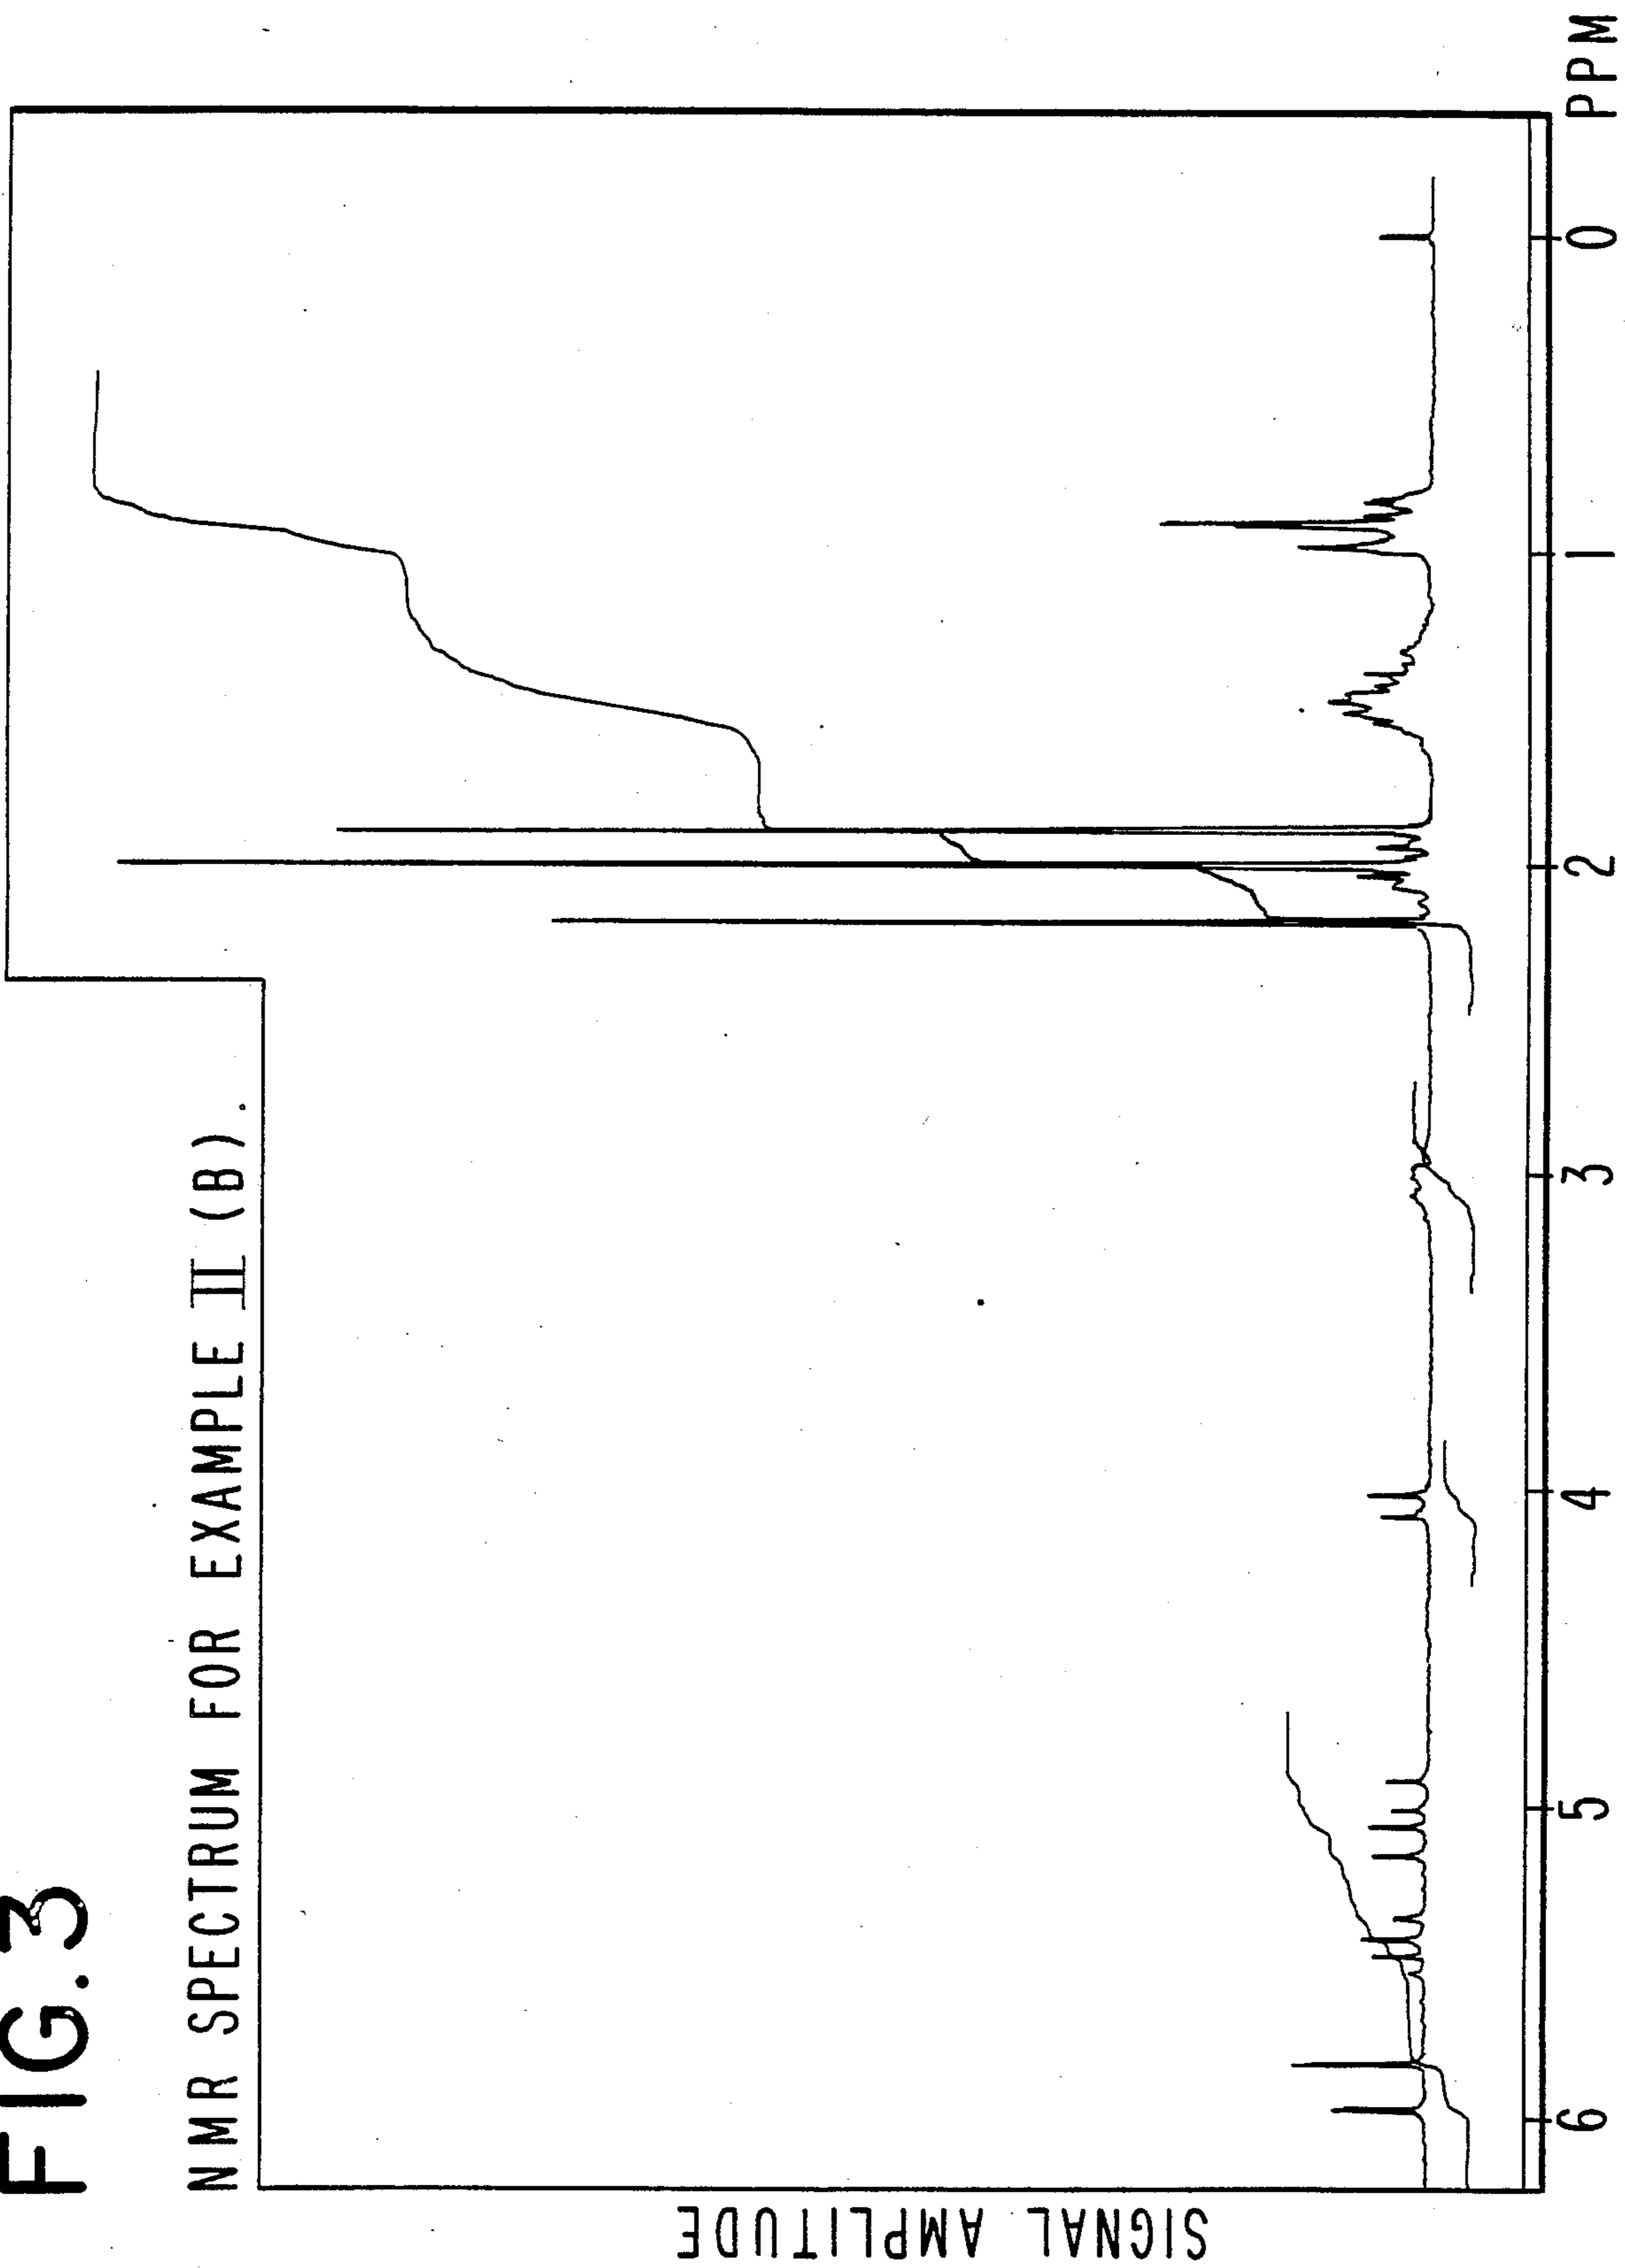 FIG.3
NMR SPECTRUM FOR EXAMPLE II (B).
SIGNAL AMPLITUDE
6 5 4 3 2 1 0 PPM